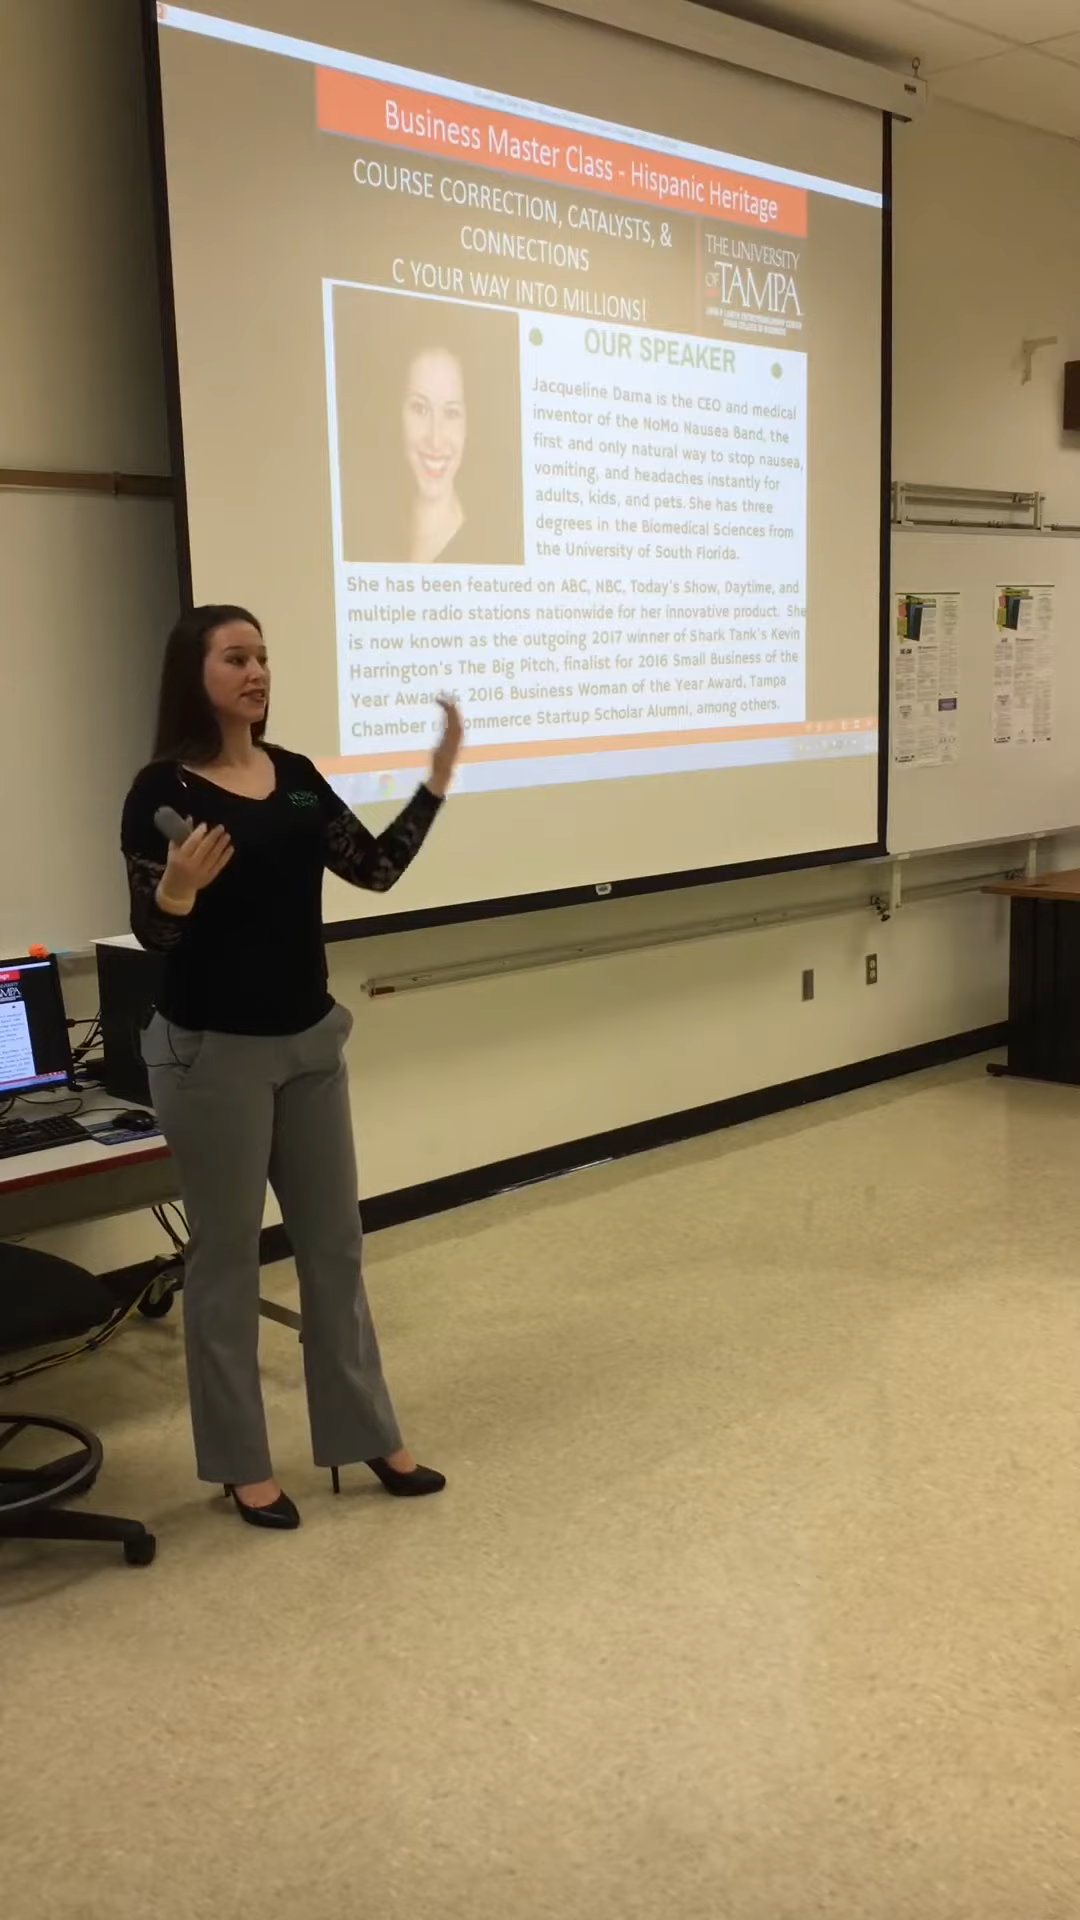 Business Master Class - Hispanic Heritage
COURSE CORRECTION, CATALYSTS, &
CONNECTIONS
C YOUR WAY INTO MILLIONS!
THE UNIVERSITY
OF TAMPA
OUR SPEAKER
Jacqueline Dama is the CEO and medical
inventor of the NoMo Nausea Band, the
first and only natural way to stop nausea,
vomiting, and headaches instantly for
adults, kids, and pets. She has three
degrees in the Biomedical Sciences from
the University of South Florida.
She has been featured on ABC, NBC, Today's Show, Daytime, and
multiple radio stations nationwide for her innovative product. She
is now known as the outgoing 2017 winner of Shark Tank's Kevin
Harrington's The Big Pitch, finalist for 2016 Small Business of the
Year Award & 2016 Business Woman of the Year Award, Tampa
Chamber Commerce Startup Scholar Alumni, among others.